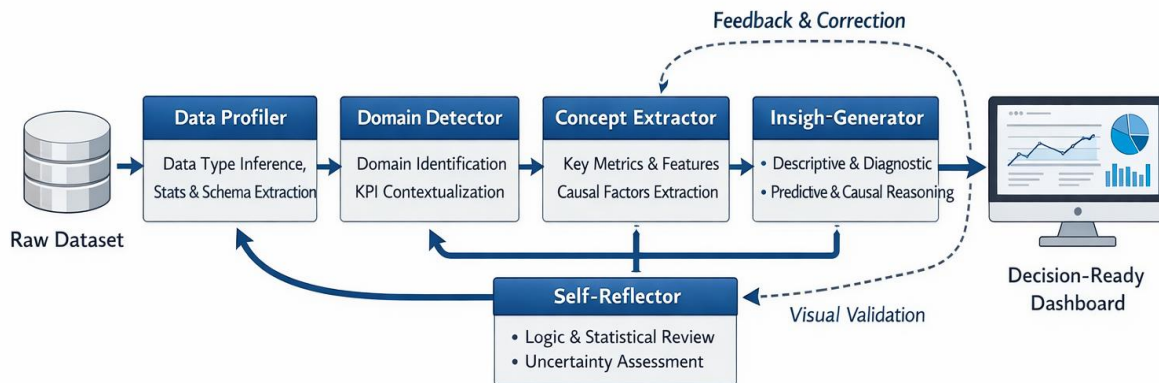 Feedback & Correction
Data Profiler
Data Type Inference,
Stats & Schema Extraction
Domain Detector
Domain Identification
KPI Contextualization
Concept Extractor
Key Metrics & Features
Causal Factors Extraction
Insigh-Generator
• Descriptive & Diagnostic
• Predictive & Causal Reasoning
Raw Dataset
Decision-Ready
Dashboard
Self-Reflector
• Logic & Statistical Review
• Uncertainty Assessment
Visual Validation